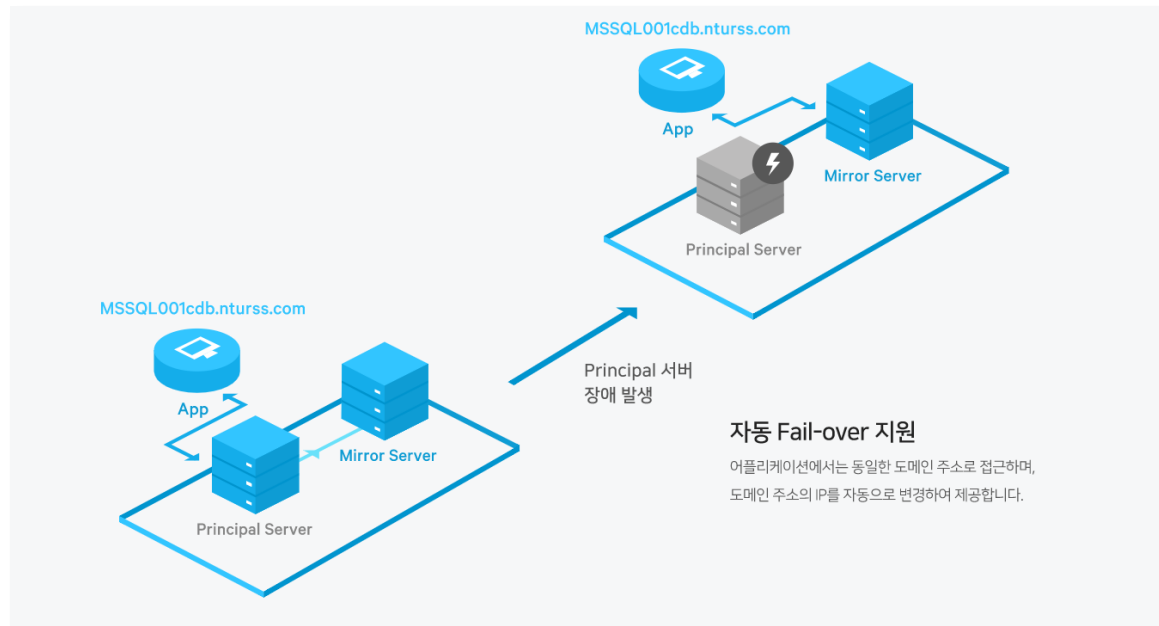 MSSQL001cdb.nturss.com
App
Mirror Server
Principal Server
MSSQL001cdb.nturss.com
App
Mirror Server
Principal Server
Principal 서버
장애 발생
자동 Fail-over 지원
어플리케이션에서는 동일한 도메인 주소로 접근하며,
도메인 주소의 IP를 자동으로 변경하여 제공합니다.